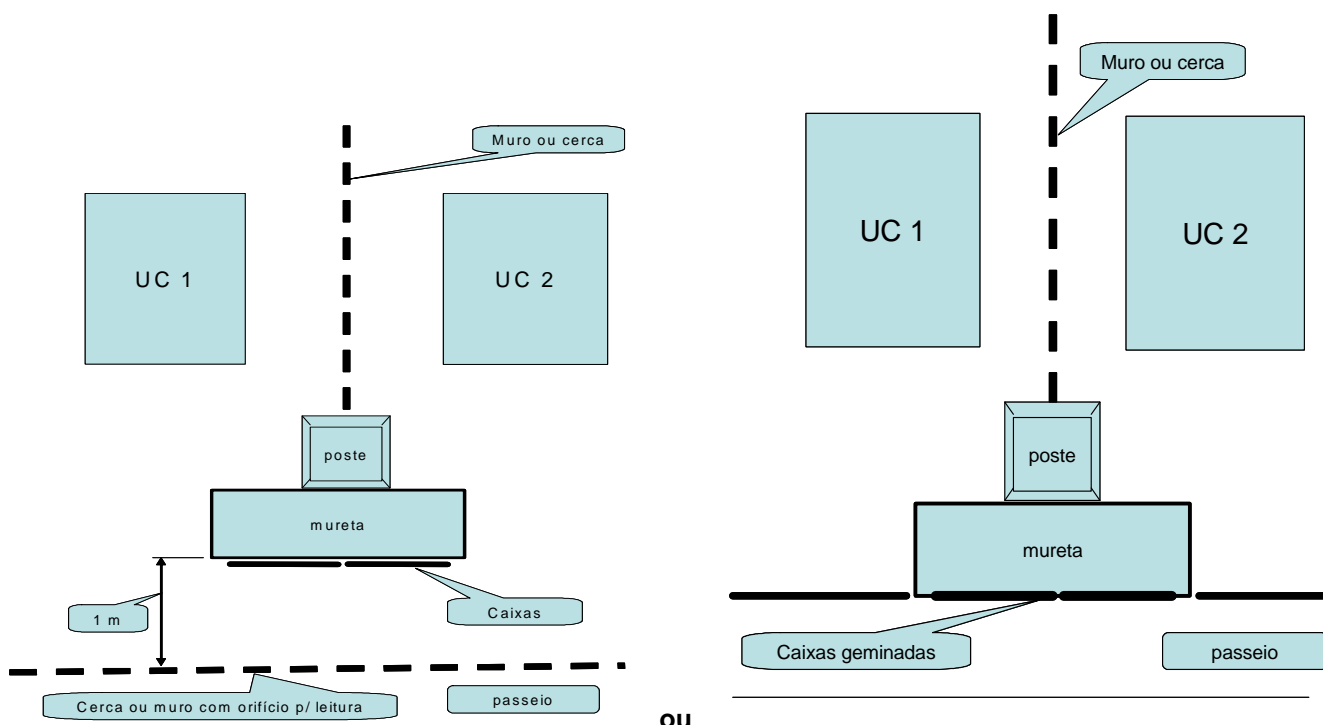 Muro ou cerca
UC 1
UC 2
poste
mureta
1 m
Caixas
Cerca ou muro com orifício p/ leitura
passeio
ou
Muro ou cerca
UC 1
UC 2
poste
mureta
Caixas geminadas
passeio